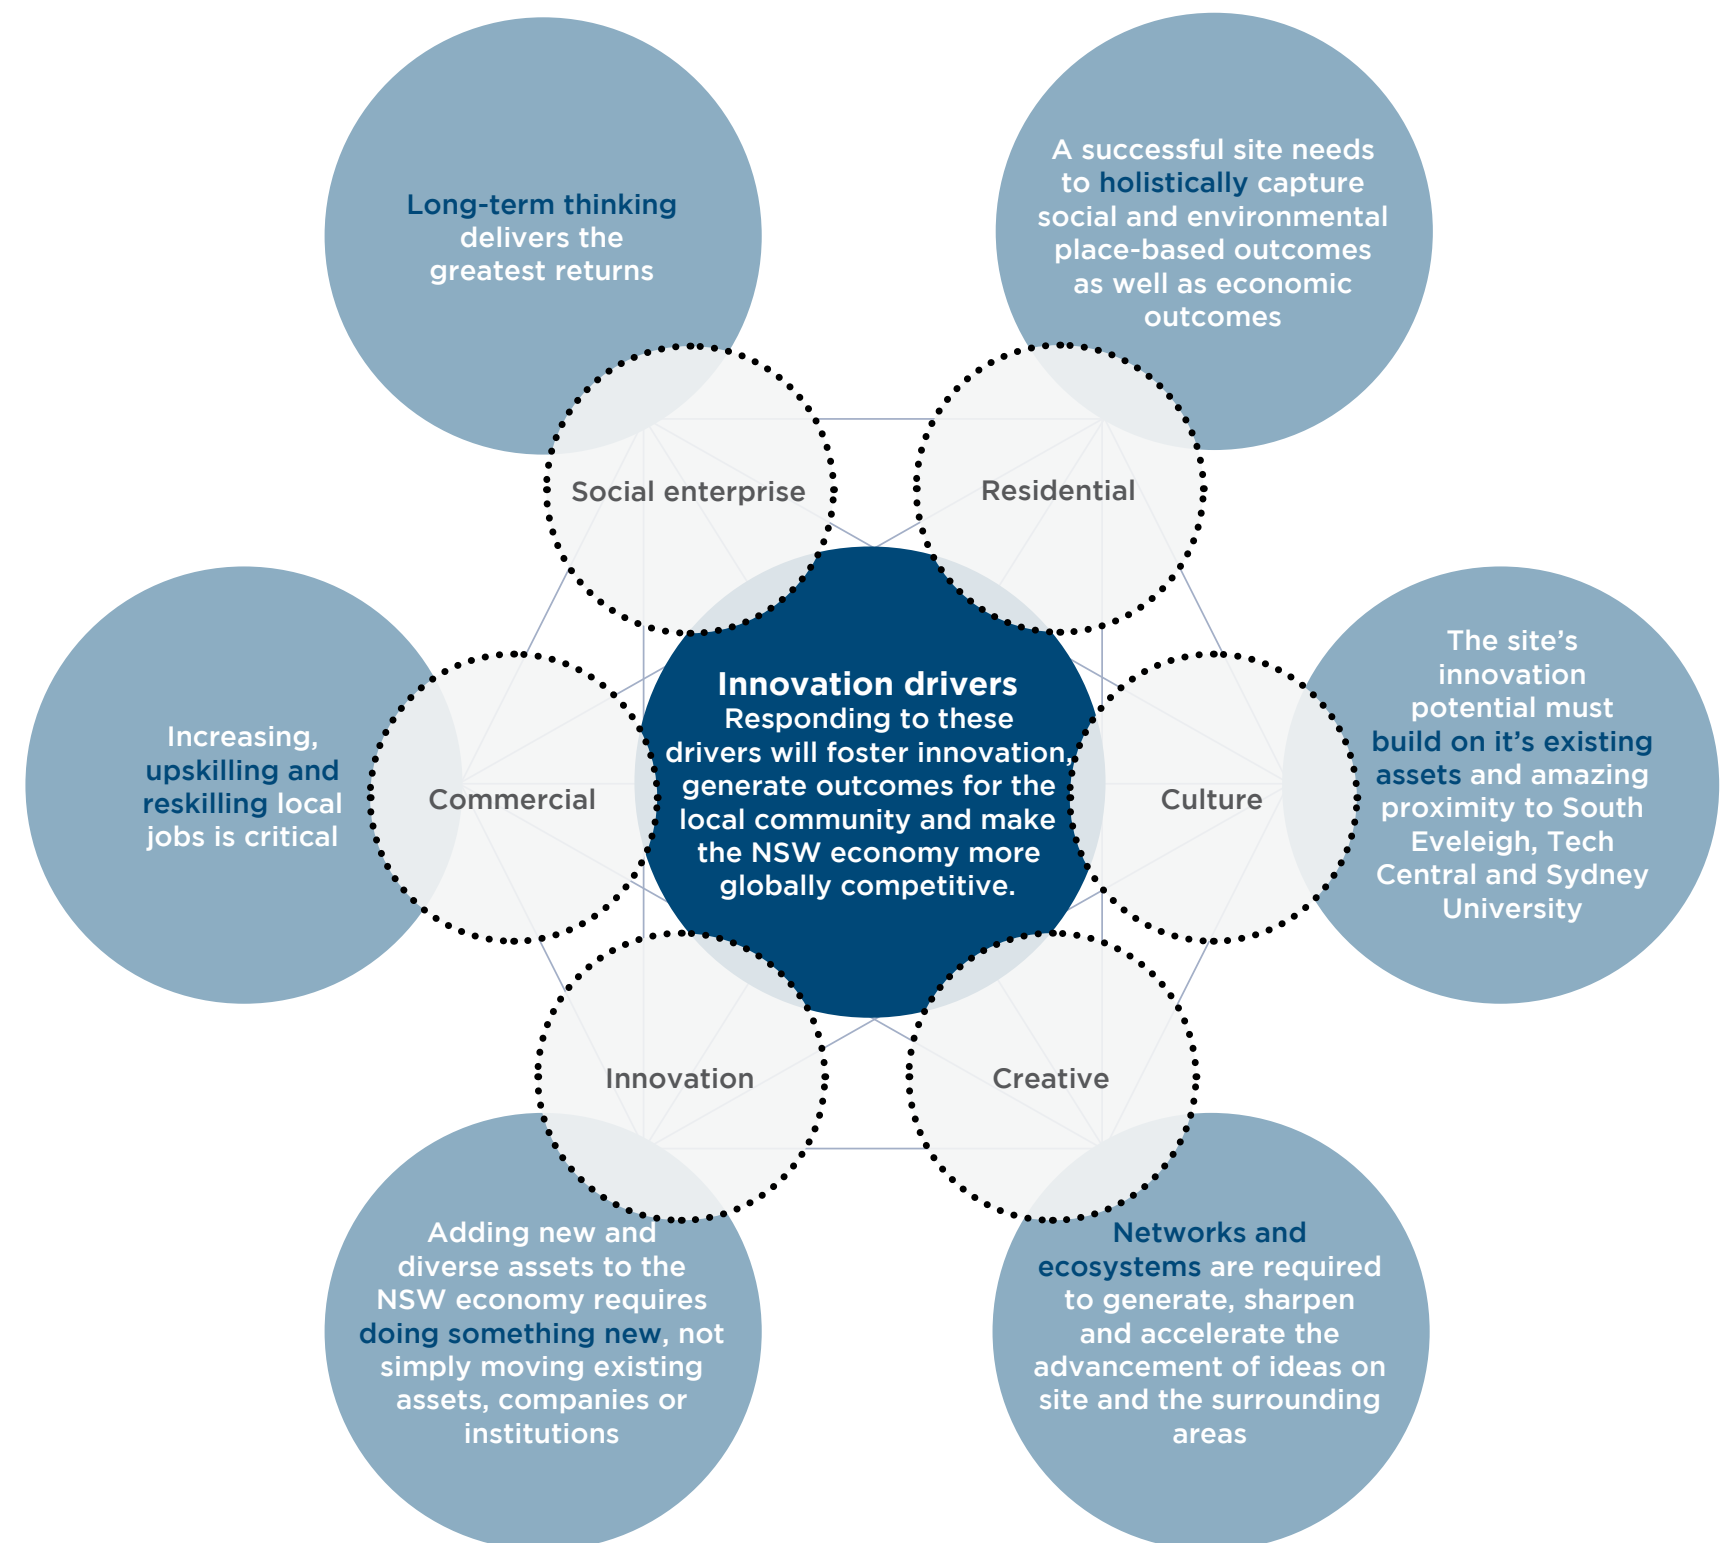 Long-term thinking
delivers the
greatest returns
A successful site needs
to holistically capture
social and environmental
place-based outcomes
as well as economic
outcomes
Social enterprise
Residential
Increasing,
upskilling and
reskilling local
jobs is critical
Commercial
Innovation drivers
Responding to these
drivers will foster innovation,
generate outcomes for the
local community and make
the NSW economy more
globally competitive.
Culture
The site’s
innovation
potential must
build on it’s existing
assets and amazing
proximity to South
Eveleigh, Tech
Central and Sydney
University
Innovation
Creative
Adding new and
diverse assets to the
NSW economy requires
doing something new, not
simply moving existing
assets, companies or
institutions
Networks and
ecosystems are required
to generate, sharpen
and accelerate the
advancement of ideas on
site and the surrounding
areas